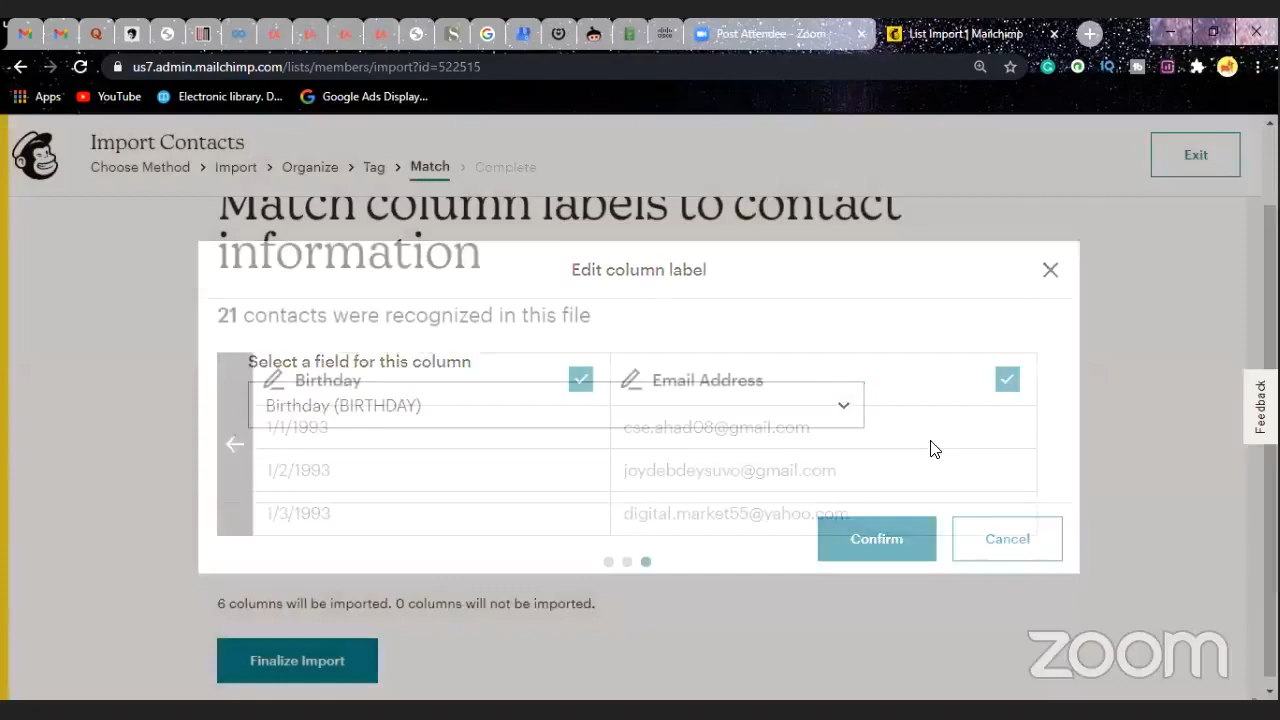 Post Attendee - Zoom
List Import | Mailchimp
us7.admin.mailchimp.com/lists/members/import?id=522515
Apps
YouTube
Electronic library. D...
Google Ads Display...
Import Contacts
Choose Method > Import > Organize > Tag > Match > Complete
Exit
Match column labels to contact
information
Edit column label
21 contacts were recognized in this file
Select a field for this column
Birthday
Email Address
Birthday (BIRTHDAY)
1/1/1993
cse.ahad08@gmail.com
1/2/1993
joydebdeysuvo@gmail.com
1/3/1993
digital.market55@yahoo.com
Confirm
Cancel
6 columns will be imported. 0 columns will not be imported.
Finalize Import
Feedback
zoom